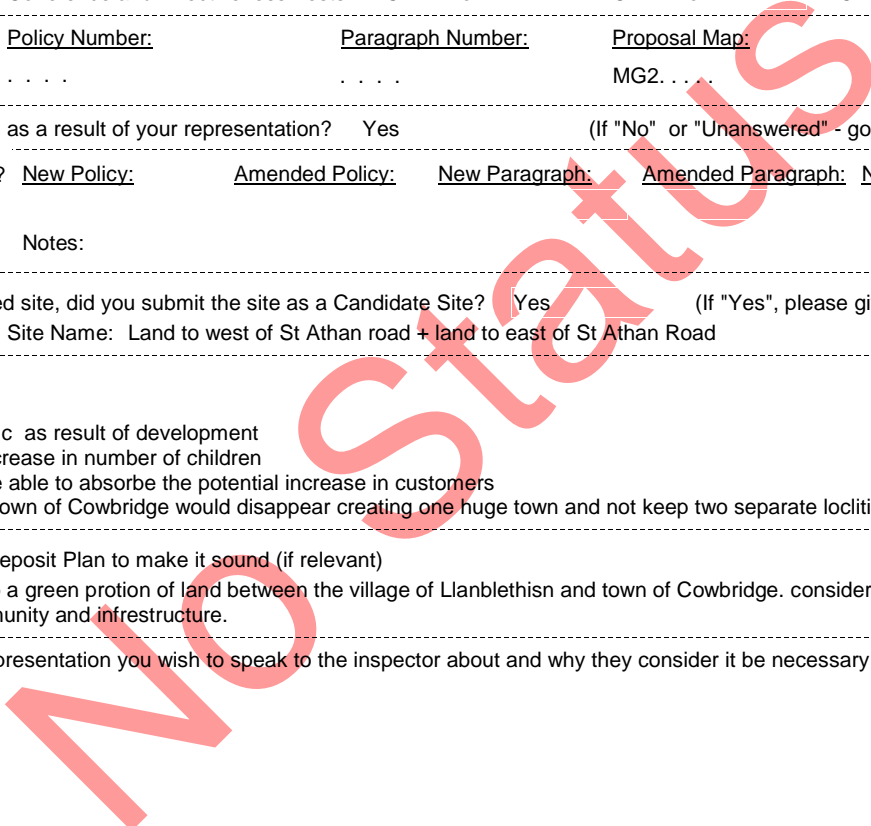 Policy Number: Paragraph Number: Proposal Map:
. . . . . . . . MG2. . . . .
as a result of your representation? Yes (If "No" or "Unanswered" - go
? New Policy: Amended Policy: New Paragraph: Amended Paragraph: N
Notes:
ed site, did you submit the site as a Candidate Site? Yes (If "Yes", please gi
Site Name: Land to west of St Athan road + land to east of St Athan Road
c as result of development
crease in number of children
e able to absorbe the potential increase in customers
own of Cowbridge would disappear creating one huge town and not keep two separate locliti
eposit Plan to make it sound (if relevant)
a green protion of land between the village of Llanblethisn and town of Cowbridge. consider
unity and infrestructure.
presentation you wish to speak to the inspector about and why they consider it be necessary
No Status